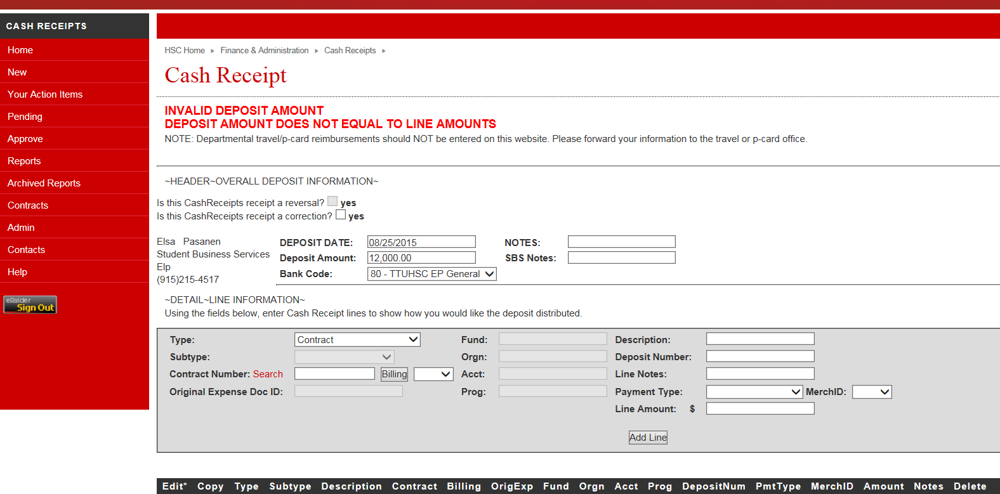 CASH RECEIPTS
Home
New
Your Action Items
Pending
Approve
Reports
Archived Reports
Contracts
Admin
Contacts
Help
eRaider
Sign Out
HSC Home Finance & Administration Cash Receipts
Cash Receipt
INVALID DEPOSIT AMOUNT
DEPOSIT AMOUNT DOES NOT EQUAL TO LINE AMOUNTS
NOTE: Departmental travel/p-card reimbursements should NOT be entered on this website. Please forward your information to the travel or p-card office.
~HEADER~OVERALL DEPOSIT INFORMATION~
Is this CashReceipts receipt a reversal? yes
Is this CashReceipts receipt a correction? yes
Elsa Pasanen
Student Business Services
Elp
(915)215-4517
DEPOSIT DATE: 08/25/2015 NOTES:
Deposit Amount: 12,000.00 SBS Notes:
Bank Code: 80 - TTUHSC EP General
~DETAIL~LINE INFORMATION~
Using the fields below, enter Cash Receipt lines to show how you would like the deposit distributed.
Type: Contract Fund: Description:
Subtype: Orgn: Deposit Number:
Contract Number: Search Billing Acct: Line Notes:
Original Expense Doc ID: Prog: Payment Type: MerchID:
Line Amount: $
Add Line
Edit* Copy Type Subtype Description Contract Billing OrigExp Fund Orgn Acct Prog DepositNum PmtType MerchID Amount Notes Delete